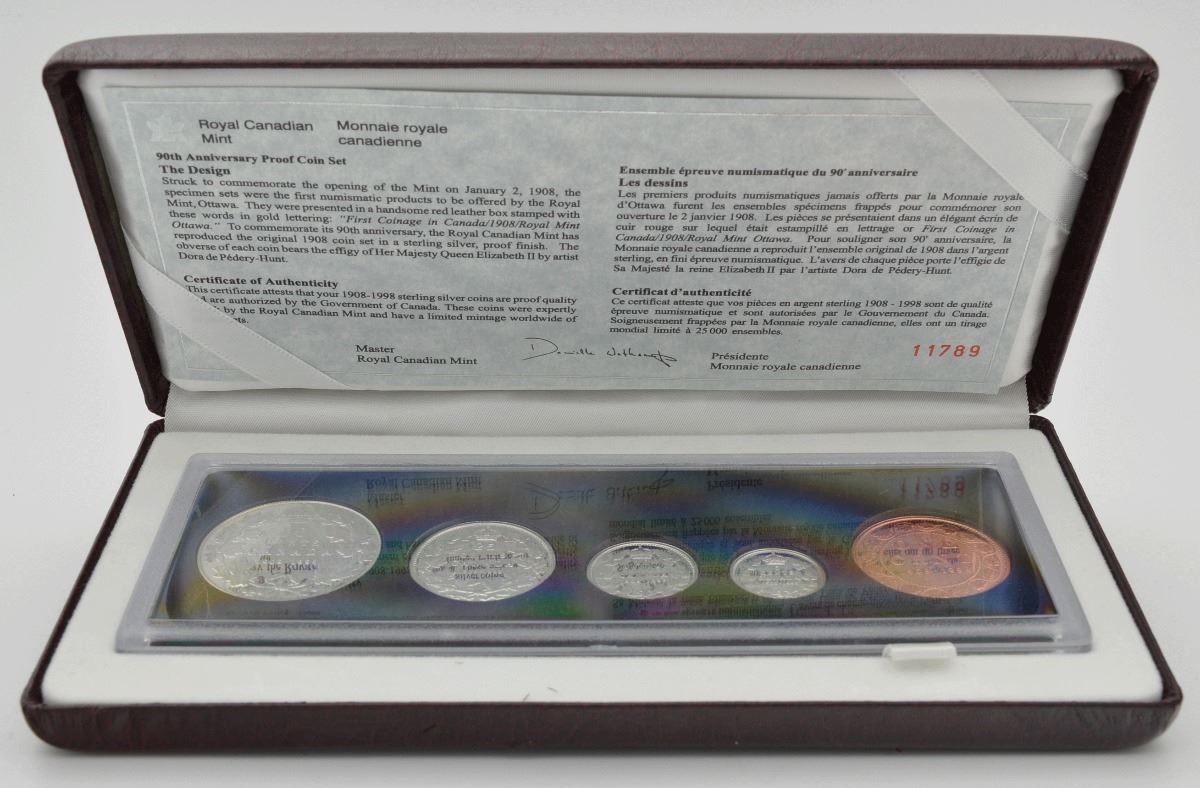 Royal Canadian
Mint
Monnaie royale
canadienne
90th Anniversary Proof Coin Set
The Design
Struck to commemorate the opening of the Mint on January 2, 1908, the
specimen sets were the first numismatic products to be offered by the Royal
Mint, Ottawa. They were presented in a handsome red leather box stamped with
these words in gold lettering: "First Coinage in Canada/1908/Royal Mint
Ottawa." To commemorate its 90th anniversary, the Royal Canadian Mint has
reproduced the original 1908 coin set in a sterling silver, proof finish. The
obverse of each coin bears the effigy of Her Majesty Queen Elizabeth II by artist
Dora de Pédery-Hunt.
Certificate of Authenticity
This certificate attests that your 1908-1998 sterling silver coins are proof quality
are authorized by the Government of Canada. These coins were expertly
by the Royal Canadian Mint and have a limited mintage worldwide of
Master
Royal Canadian Mint
Ensemble épreuve numismatique du 90e anniversaire
Les dessins
Les premiers produits numismatiques jamais offerts par la Monnaie royale
d'Ottawa furent les ensembles spécimens frappés pour commémorer son
ouverture le 2 janvier 1908. Les pièces se présentaient dans un élégant écrin de
cuir rouge sur lequel était estampillé en lettrage or First Coinage in
Canada/1908/Royal Mint Ottawa. Pour souligner son 90e anniversaire, la
Monnaie royale canadienne a reproduit l'ensemble original de 1908 dans l'argent
sterling, en fini épreuve numismatique. L'avers de chaque pièce porte l'effigie de
Sa Majesté la reine Elizabeth II par l'artiste Dora de Pédery-Hunt.
Certificat d'authenticité
Ce certificat atteste que vos pièces en argent sterling 1908 - 1998 sont de qualité
épreuve numismatique et sont autorisées par le Gouvernement du Canada.
Soigneusement frappées par la Monnaie royale canadienne, elles ont un tirage
mondial limité à 25 000 ensembles.
Présidente
Monnaie royale canadienne
11789